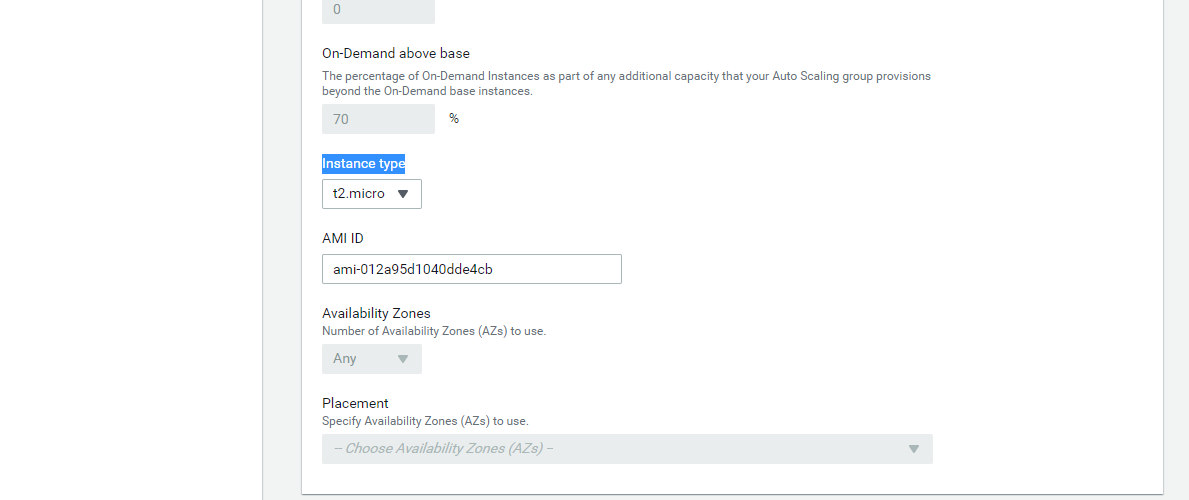 0
On-Demand above base
The percentage of On-Demand Instances as part of any additional capacity that your Auto Scaling group provisions
beyond the On-Demand base instances.
70 %
Instance type
t2.micro
AMI ID
ami-012a95d1040dde4cb
Availability Zones
Number of Availability Zones (AZs) to use.
Any
Placement
Specify Availability Zones (AZs) to use.
-- Choose Availability Zones (AZs) --